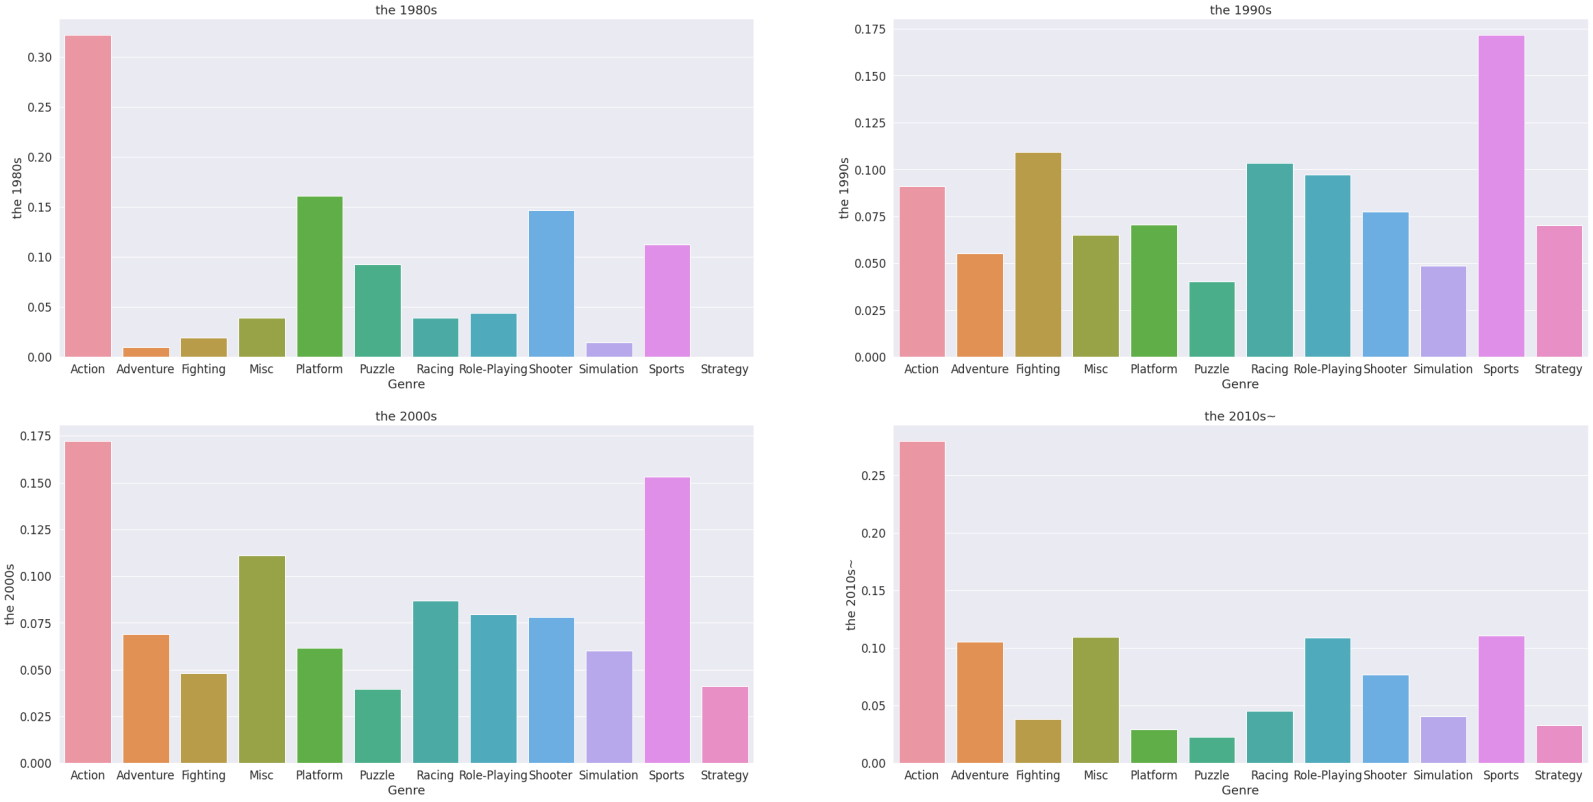 the 1980s
the 1980s
0.30
0.25
0.20
0.15
0.10
0.05
0.00
Action Adventure Fighting Misc Platform Puzzle Racing Role-Playing Shooter Simulation Sports Strategy
Genre
the 1990s
the 1990s
0.175
0.150
0.125
0.100
0.075
0.050
0.025
0.000
Action Adventure Fighting Misc Platform Puzzle Racing Role-Playing Shooter Simulation Sports Strategy
Genre
the 2000s
the 2000s
0.175
0.150
0.125
0.100
0.075
0.050
0.025
0.000
Action Adventure Fighting Misc Platform Puzzle Racing Role-Playing Shooter Simulation Sports Strategy
Genre
the 2010s~
the 2010s~
0.25
0.20
0.15
0.10
0.05
0.00
Action Adventure Fighting Misc Platform Puzzle Racing Role-Playing Shooter Simulation Sports Strategy
Genre